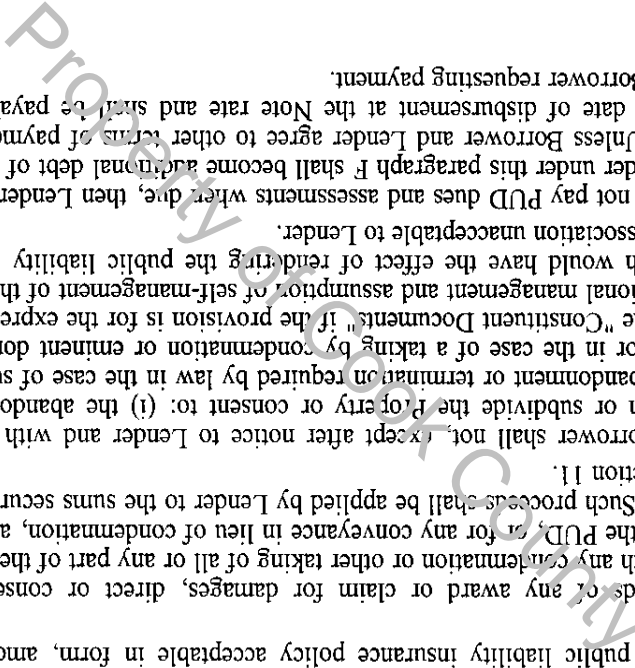 public liability insurance policy acceptable in form, amo
ds of any award or claim for damages, direct or conse
h any condemnation or other taking of all or any part of the
the PUD, or for any conveyance in lieu of condemnation, a
Such proceeds shall be applied by Lender to the sums secur
ction 11.
orrower shall not, except after notice to Lender and with
n or subdivide the Property or consent to: (i) the abando
bandonment or termination required by law in the case of su
or in the case of a taking by condemnation or eminent dom
e "Constituent Documents" if the provision is for the expre
ional management and assumption of self-management of th
h would have the effect of rendering the public liability
ssociation unacceptable to Lender.
not pay PUD dues and assessments when due, then Lender
der under this paragraph F shall become additional debt of
Unless Borrower and Lender agree to other terms of payme
date of disbursement at the Note rate and shall be payab
orrower requesting payment.
Property of Cook County